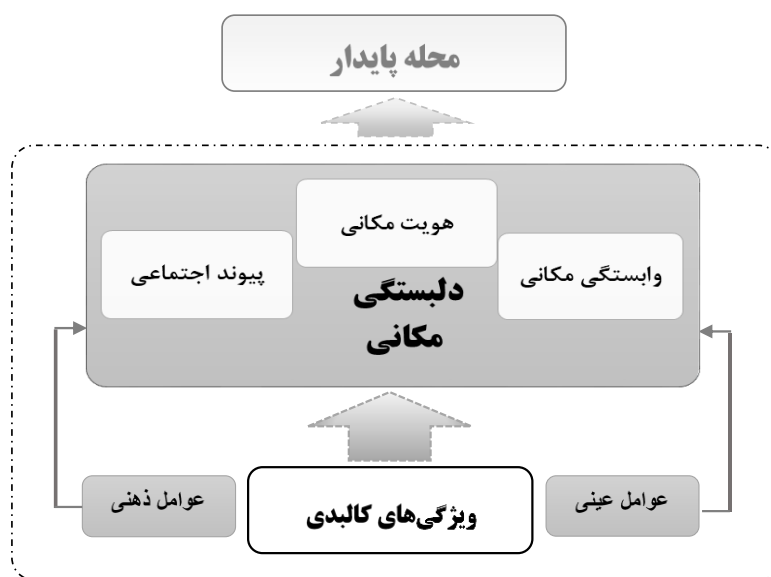 محله پایدار
هویت مکانی
وابستگی مکانی
پیوند اجتماعی
دلبستگی
مکانی
عوامل عینی
ویژگی‌های کالبدی
عوامل ذهنی